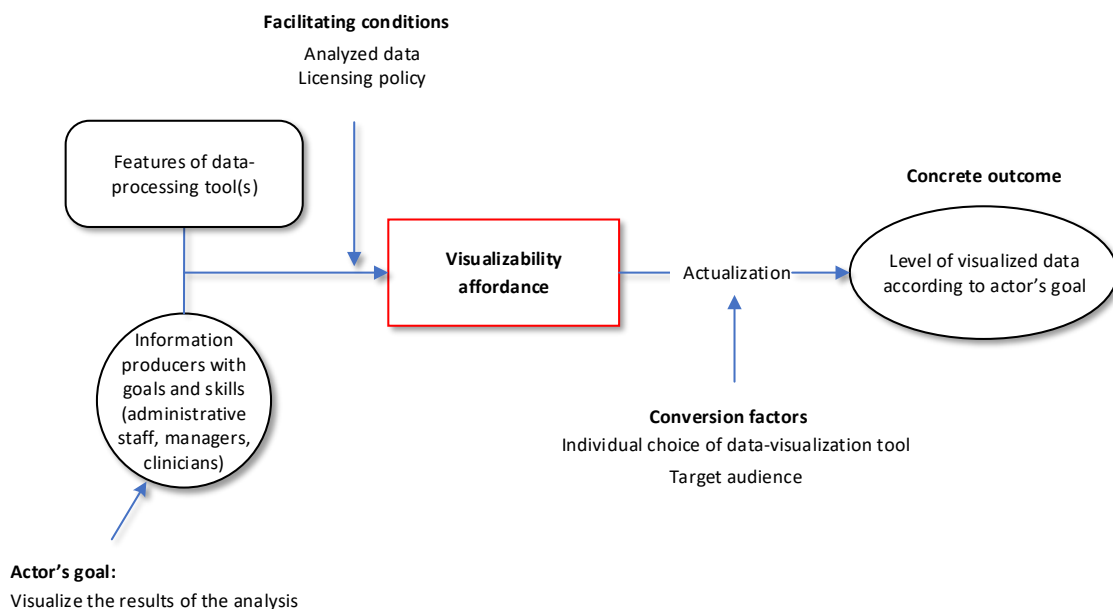 Facilitating conditions
Analyzed data
Licensing policy
Features of data-
processing tool(s)
Concrete outcome
Visualizability
affordance
Actualization
Level of visualized data
according to actor’s goal
Information
producers with
goals and skills
(administrative
staff, managers,
clinicians)
Conversion factors
Individual choice of data-visualization tool
Target audience
Actor’s goal:
Visualize the results of the analysis